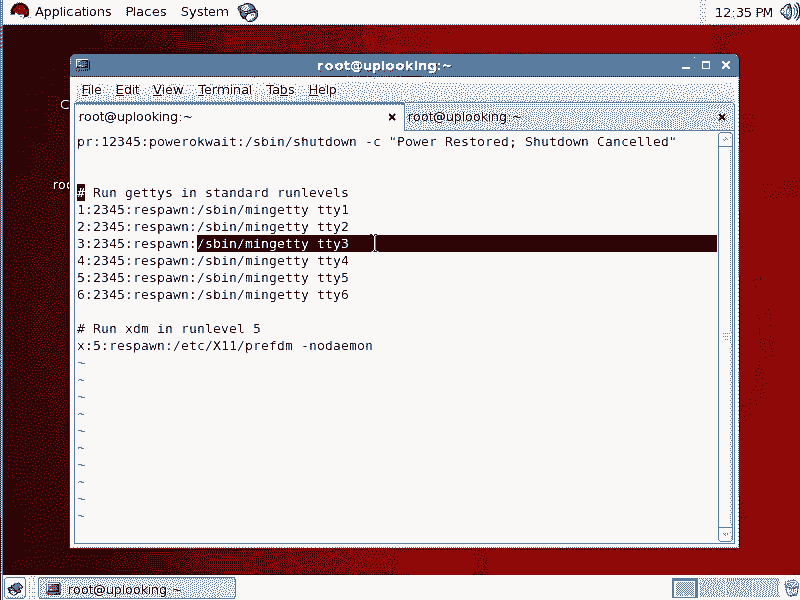 Applications Places System 12:35 PM
root@uplooking:~
File Edit View Terminal Tabs Help
root@uplooking:~ root@uplooking:~
pr:12345:powerokwait:/sbin/shutdown -c "Power Restored; Shutdown Cancelled"
# Run gettys in standard runlevels
1:2345:respawn:/sbin/mingetty tty1
2:2345:respawn:/sbin/mingetty tty2
3:2345:respawn:/sbin/mingetty tty3
4:2345:respawn:/sbin/mingetty tty4
5:2345:respawn:/sbin/mingetty tty5
6:2345:respawn:/sbin/mingetty tty6
# Run xdm in runlevel 5
x:5:respawn:/etc/X11/prefdm -nodaemon
~
~
~
~
~
~
~
~
~
~
root@uplooking:~